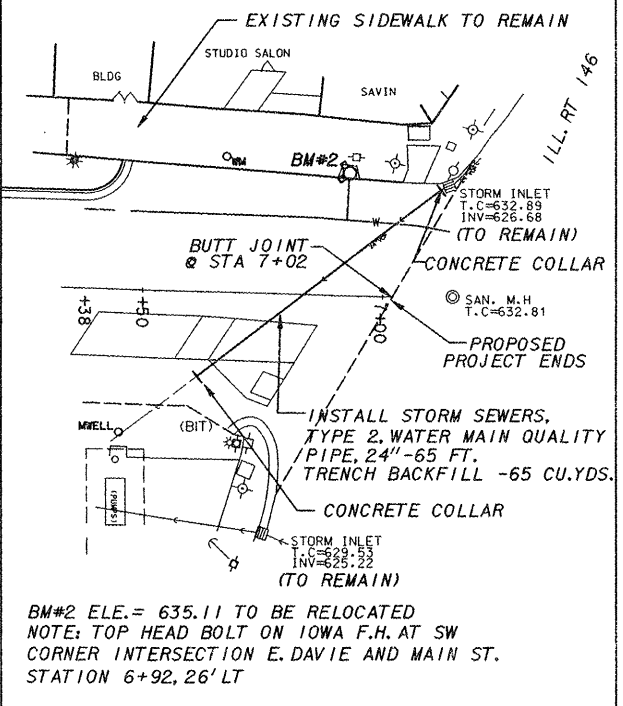 EXISTING SIDEWALK TO REMAIN
STUDIO SALON
BLDG
SAVIN
ILL. RT 146
WM
BM#2
STORM INLET
T.C=632.89
INV=626.68
(TO REMAIN)
W
BUTT JOINT
@ STA 7+02
CONCRETE COLLAR
SAN. M.H
T.C=632.81
+38
+50
7+00
PROPOSED
PROJECT ENDS
INSTALL STORM SEWERS,
TYPE 2, WATER MAIN QUALITY
PIPE, 24"-65 FT.
TRENCH BACKFILL -65 CU.YDS.
MWELL
(BIT)
(PUMPS)
CONCRETE COLLAR
STORM INLET
T.C=629.53
INV=625.22
(TO REMAIN)
BM#2 ELE.= 635.11 TO BE RELOCATED
NOTE: TOP HEAD BOLT ON IOWA F.H. AT SW
CORNER INTERSECTION E. DAVIE AND MAIN ST.
STATION 6+92, 26' LT